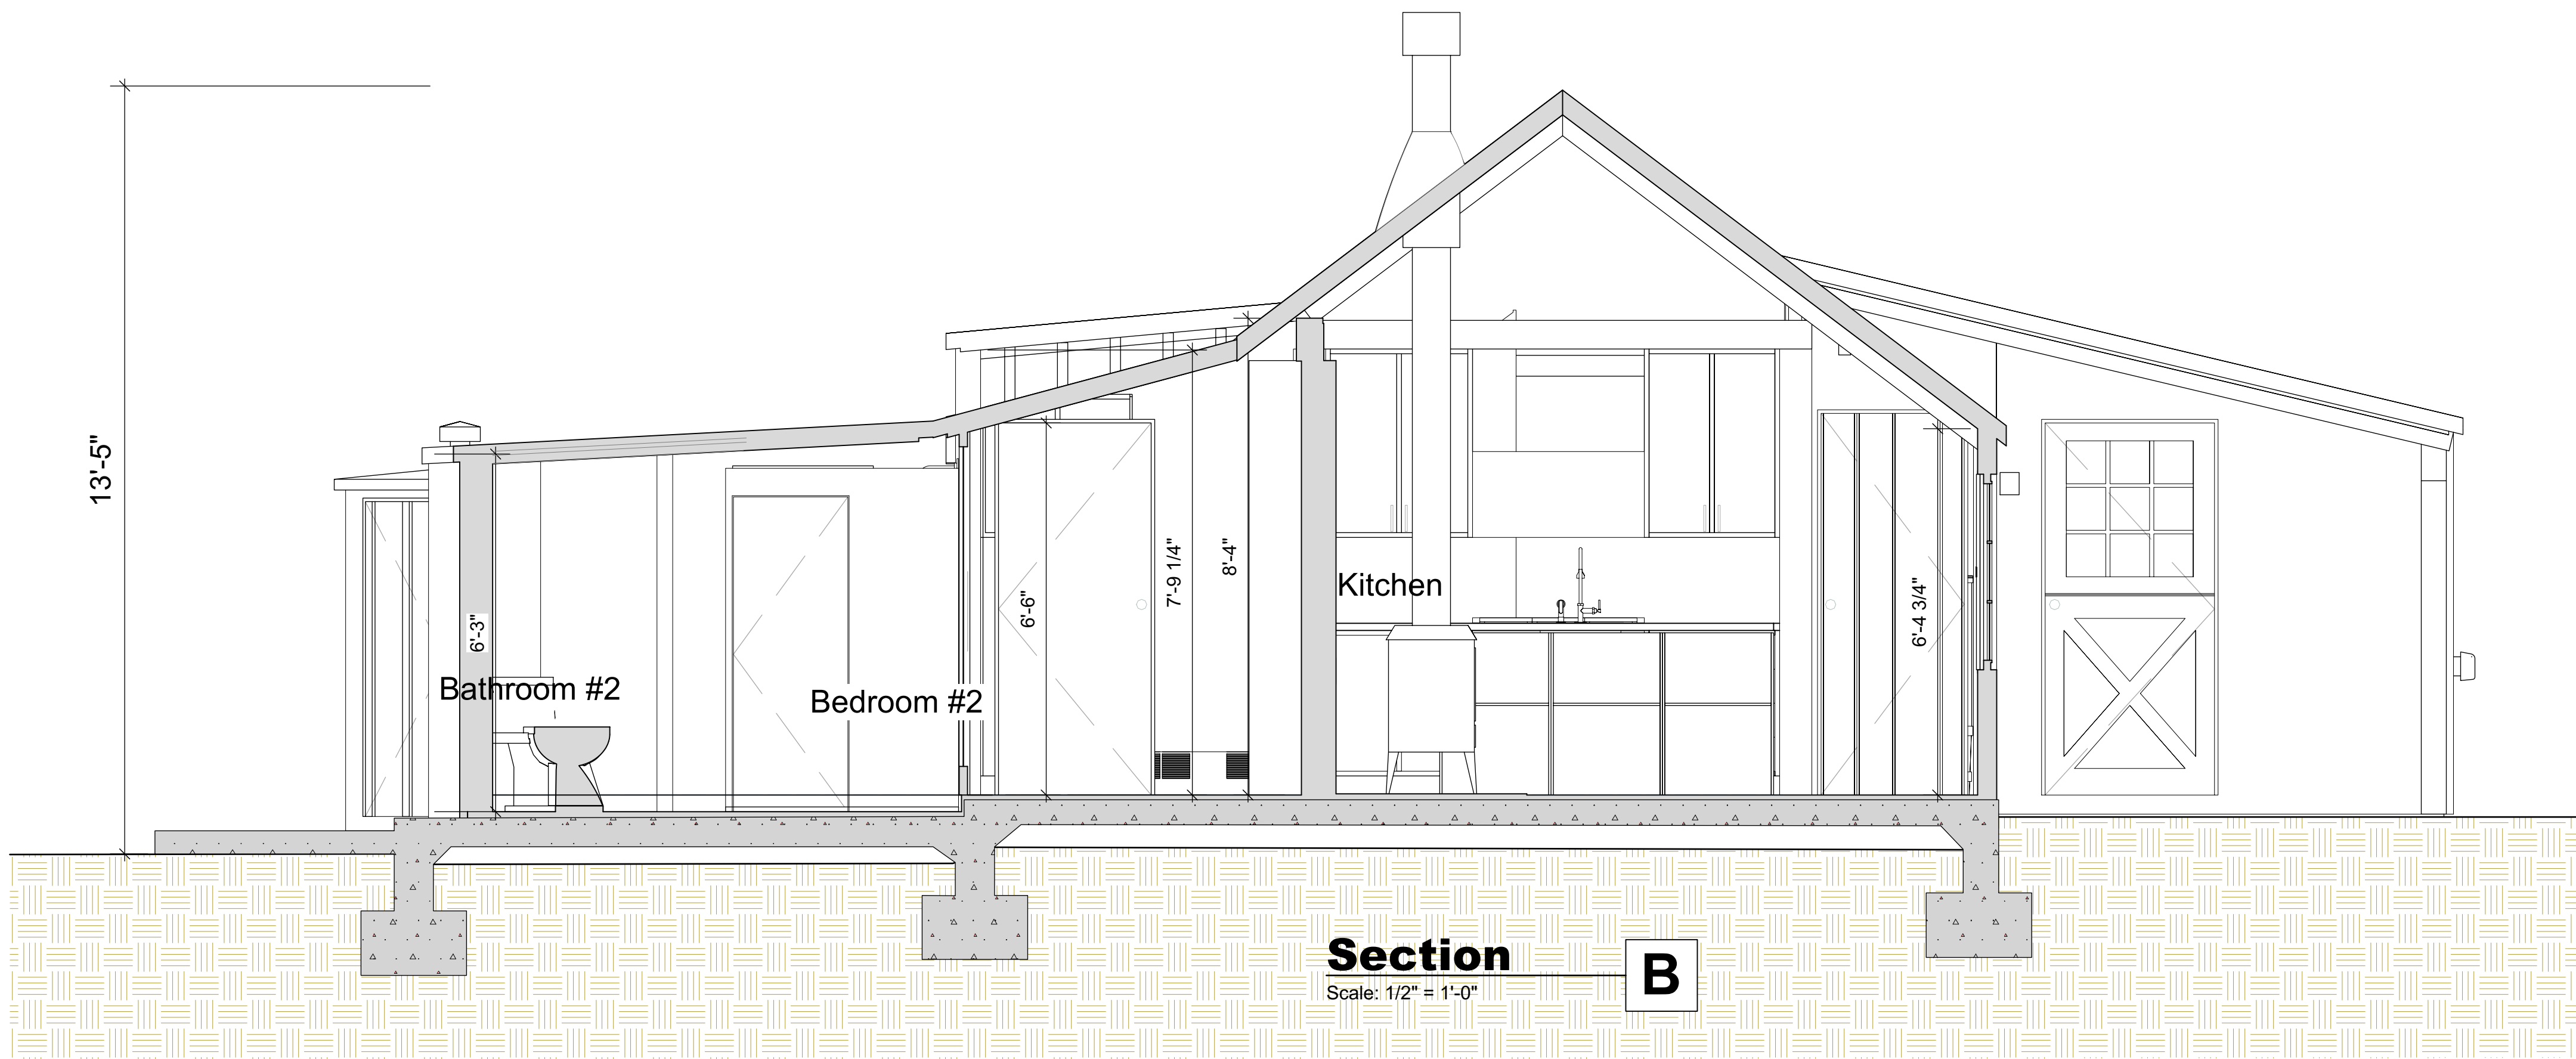 13'-5"
6'-3"
Bathroom #2
Bedroom #2
6'-6"
7'-9 1/4"
8'-4"
Kitchen
6'-4 3/4"
Section
B
Scale: 1/2" = 1'-0"